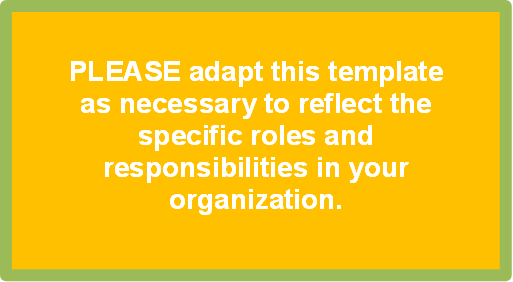 PLEASE adapt this template
as necessary to reflect the
specific roles and
responsibilities in your
organization.